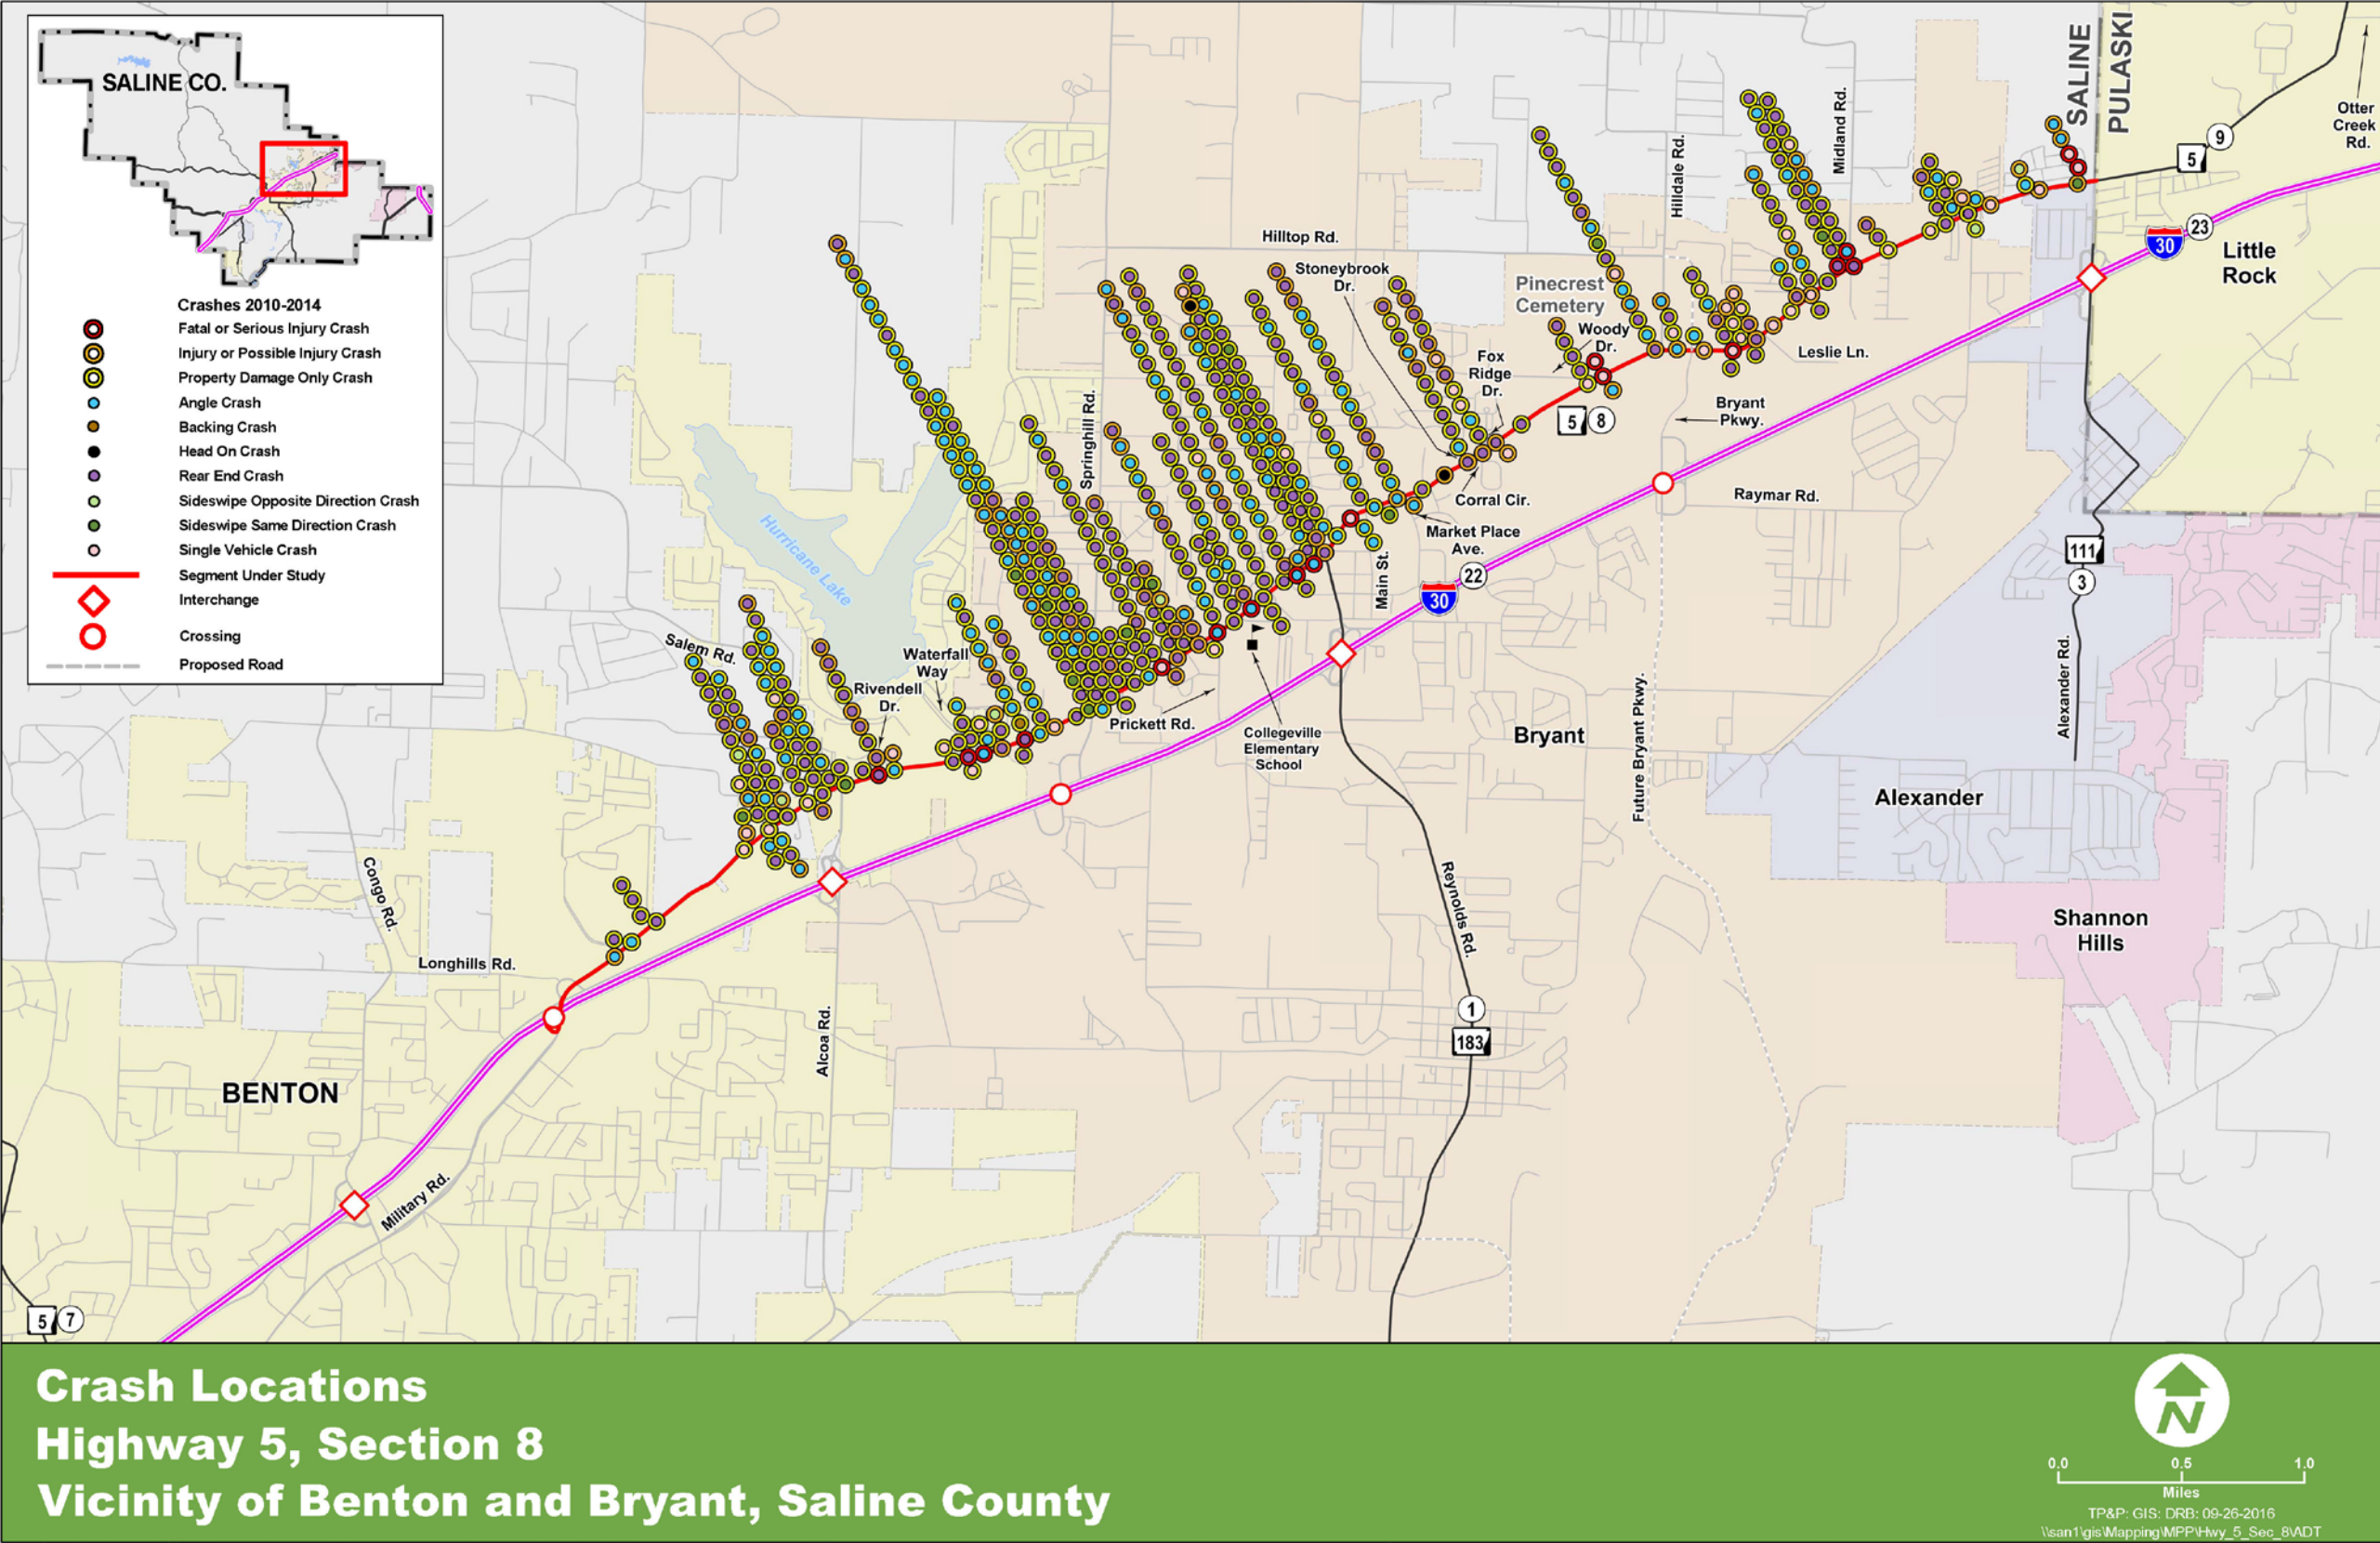 SALINE CO.
Crashes 2010-2014
Fatal or Serious Injury Crash
Injury or Possible Injury Crash
Property Damage Only Crash
Angle Crash
Backing Crash
Head On Crash
Rear End Crash
Sideswipe Opposite Direction Crash
Sideswipe Same Direction Crash
Single Vehicle Crash
Segment Under Study
Interchange
Crossing
Proposed Road
SALINE
PULASKI
Otter
Creek
Rd.
9
5
23
30
Little
Rock
Midland Rd.
Hilldale Rd.
Hilltop Rd.
Stoneybrook
Dr.
Pinecrest
Cemetery
Woody
Dr.
Fox
Ridge
Dr.
Leslie Ln.
5
8
Bryant
Pkwy.
Springhill Rd.
Corral Cir.
Raymar Rd.
Market Place
Ave.
Main St.
22
30
111
3
Hurricane Lake
Alexander Rd.
Salem Rd.
Waterfall
Way
Rivendell
Dr.
Prickett Rd.
Collegeville
Elementary
School
Bryant
Future Bryant Pkwy.
Alexander
Congo Rd.
Reynolds Rd.
Shannon
Hills
Longhills Rd.
1
183
Alcoa Rd.
BENTON
Military Rd.
5
7
Crash Locations
Highway 5, Section 8
Vicinity of Benton and Bryant, Saline County
N
0.0 0.5 1.0
Miles
TP&P: GIS: DRB: 09-26-2016
\\san1\gis\Mapping\MPP\Hwy_5_Sec_8\ADT